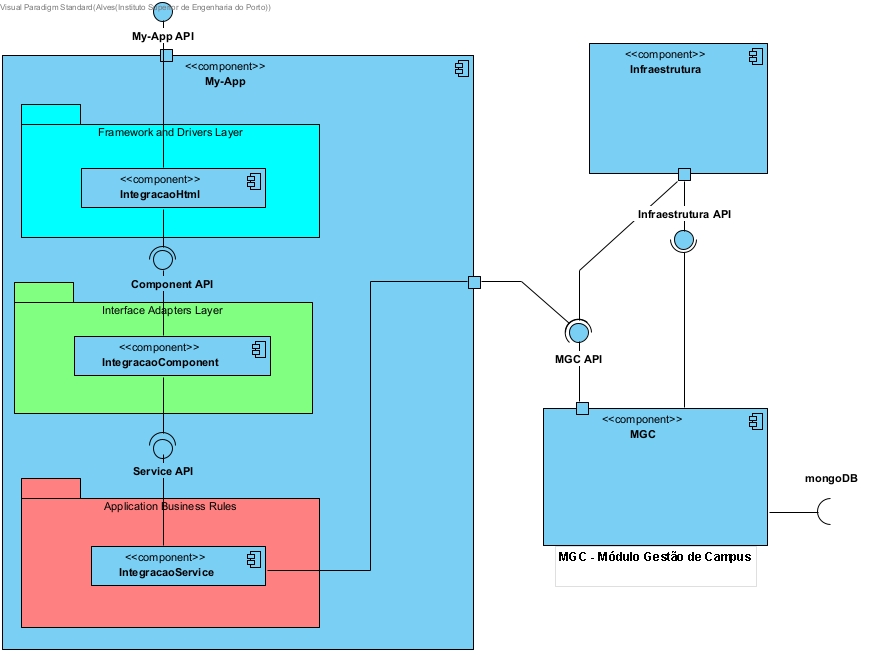 Visual Paradigm Standard(Alves(Instituto Superior de Engenharia do Porto))
My-App API
<<component>>
My-App
Framework and Drivers Layer
<<component>>
IntegracaoHtml
Component API
Interface Adapters Layer
<<component>>
IntegracaoComponent
Service API
Application Business Rules
<<component>>
IntegracaoService
<<component>>
Infraestrutura
Infraestrutura API
MGC API
<<component>>
MGC
mongoDB
MGC - Módulo Gestão de Campus